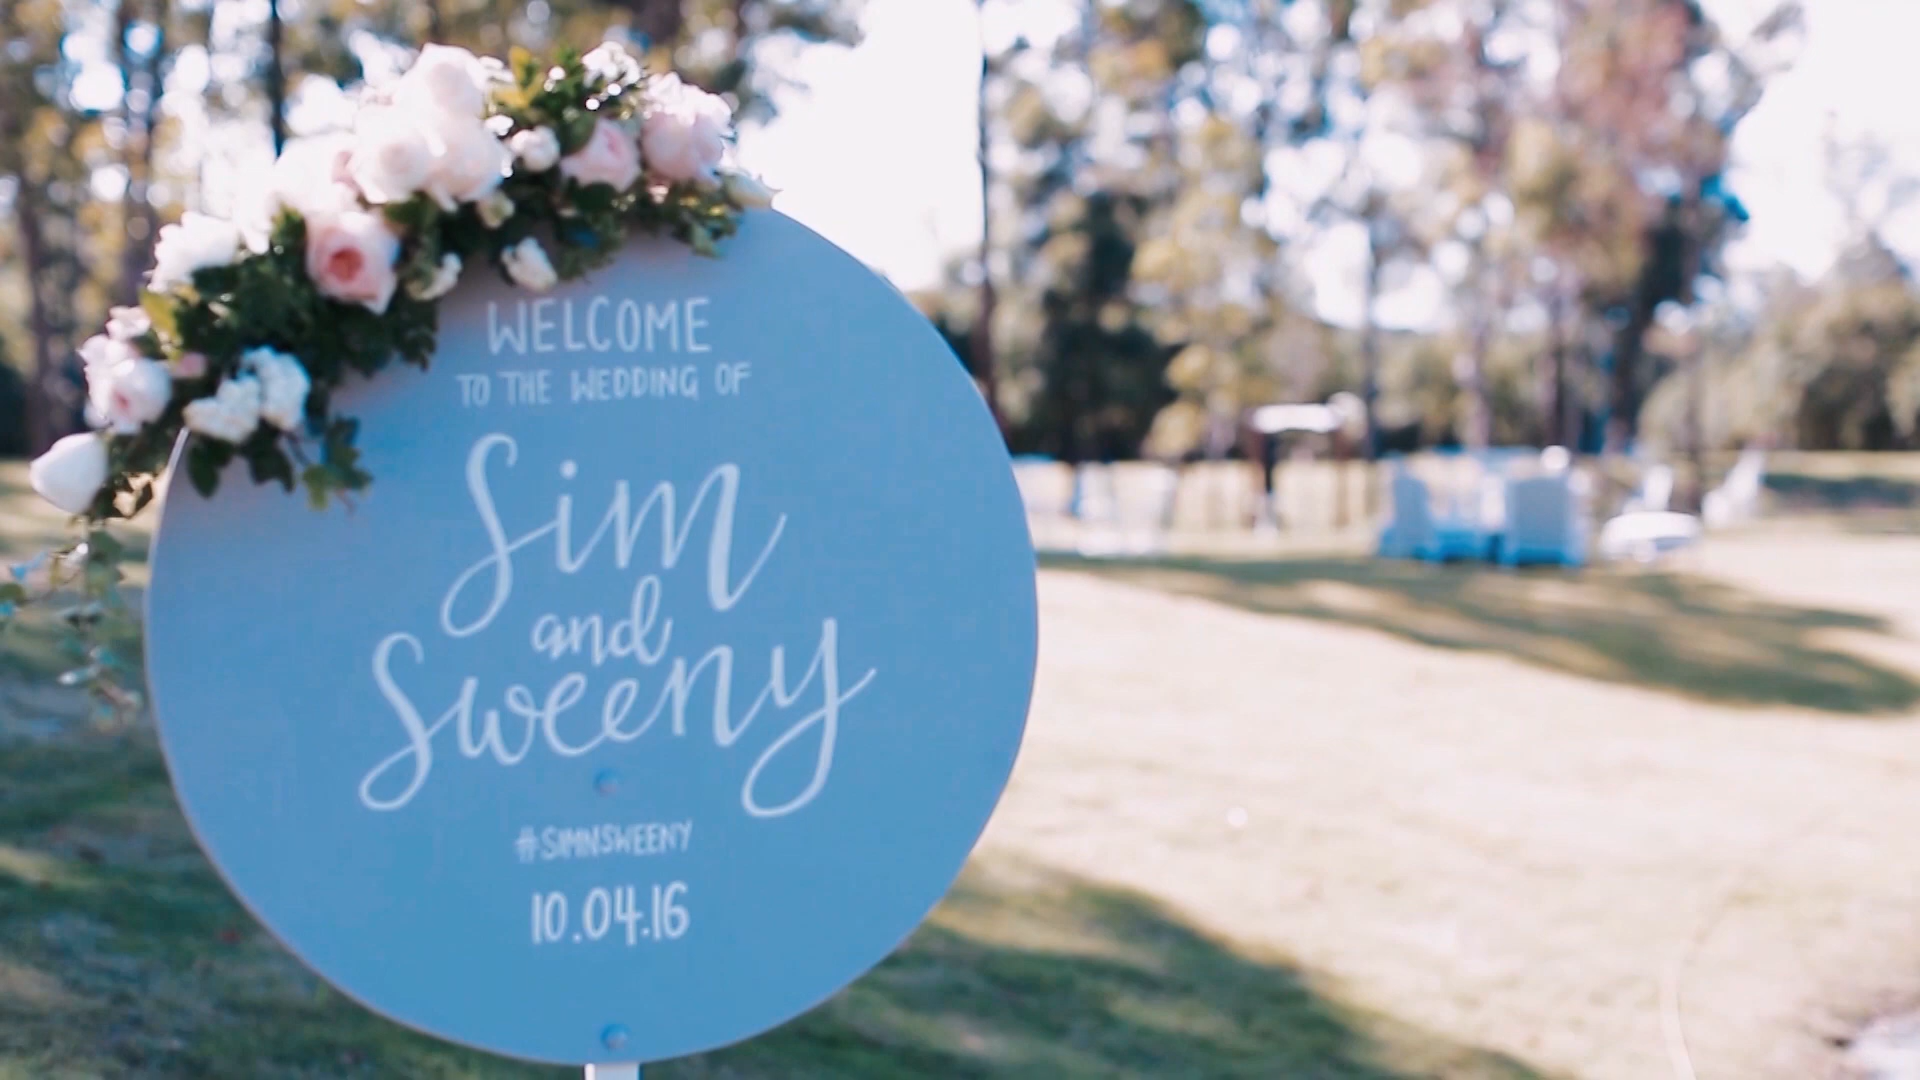 WELCOME
TO THE WEDDING OF
Sim
and
Sweeny
#SIMNSWEENY
10.04.16